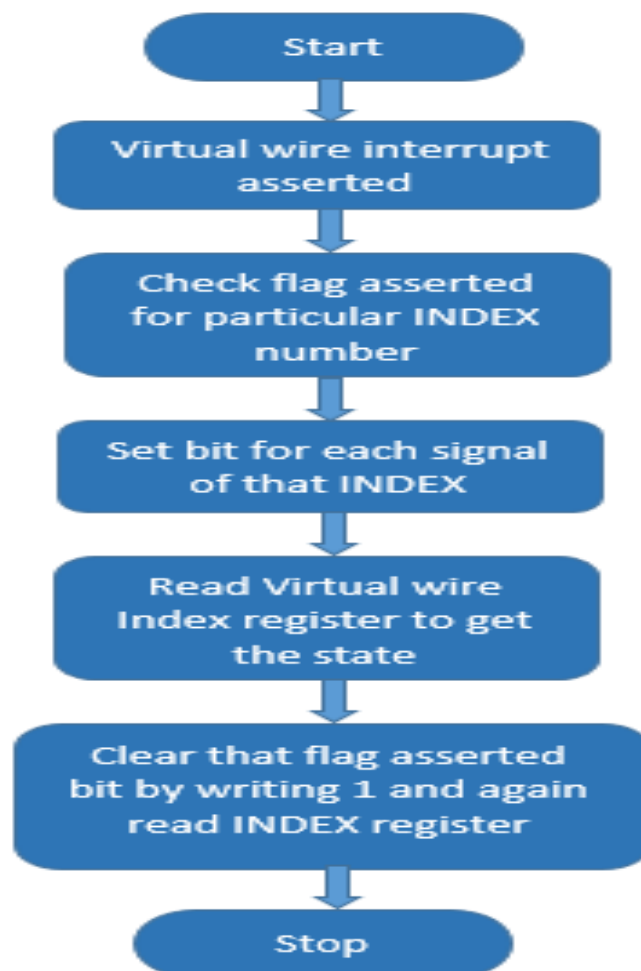 Start
Virtual wire interrupt
asserted
Check flag asserted
for particular INDEX
number
Set bit for each signal
of that INDEX
Read Virtual wire
Index register to get
the state
Clear that flag asserted
bit by writing 1 and again
read INDEX register
Stop